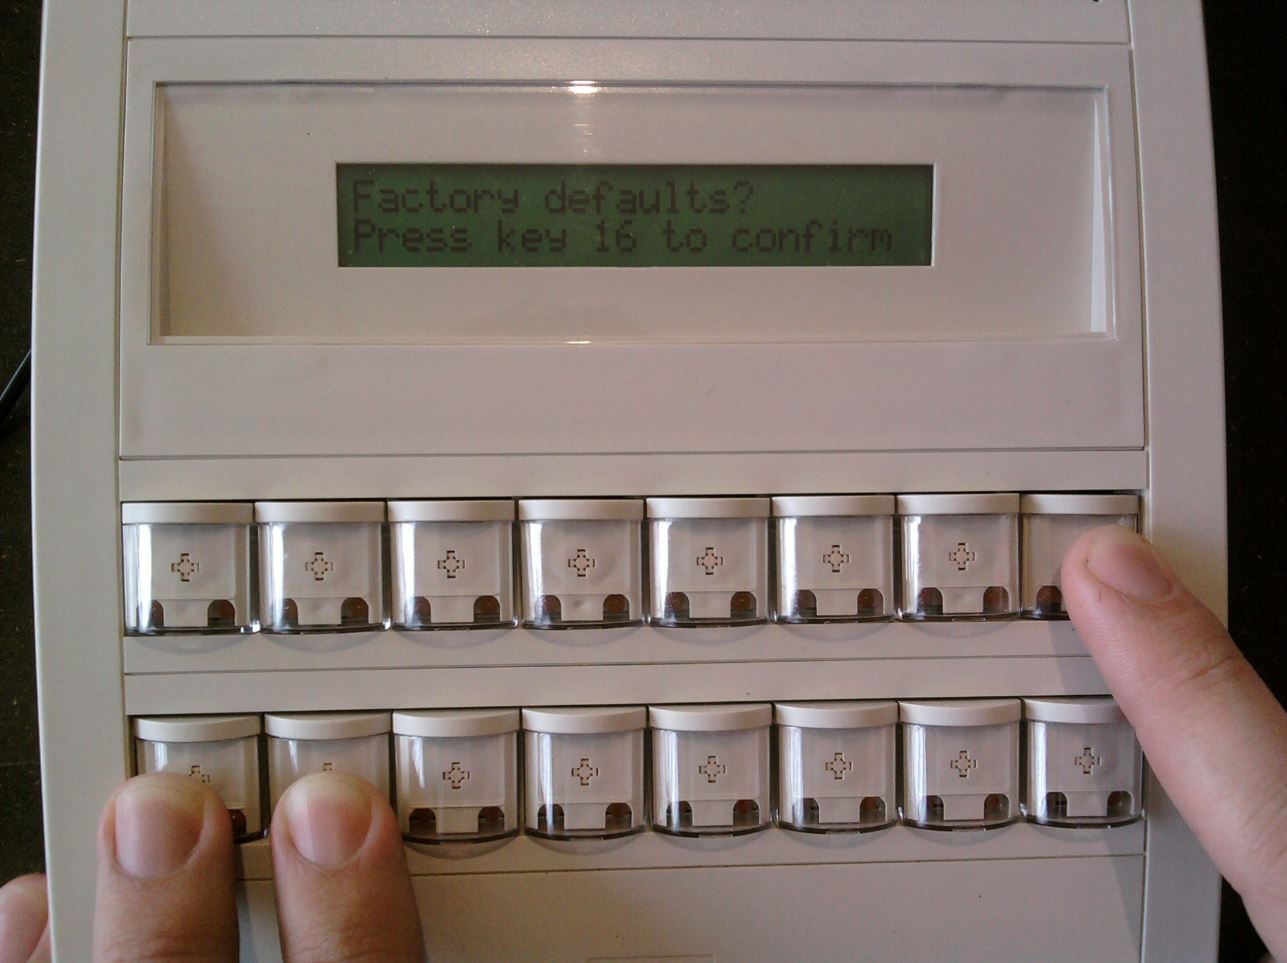 Factory defaults?
Press key 16 to confirm